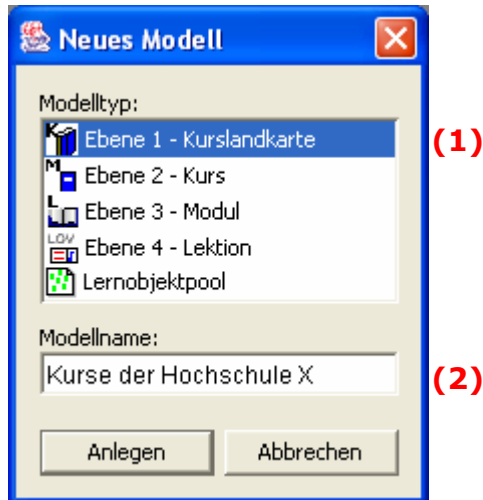 Neues Modell
Modelltyp:
Ebene 1 - Kurslandkarte (1)
Ebene 2 - Kurs
Ebene 3 - Modul
Ebene 4 - Lektion
Lernobjektpool
Modellname:
Kurse der Hochschule X (2)
Anlegen Abbrechen